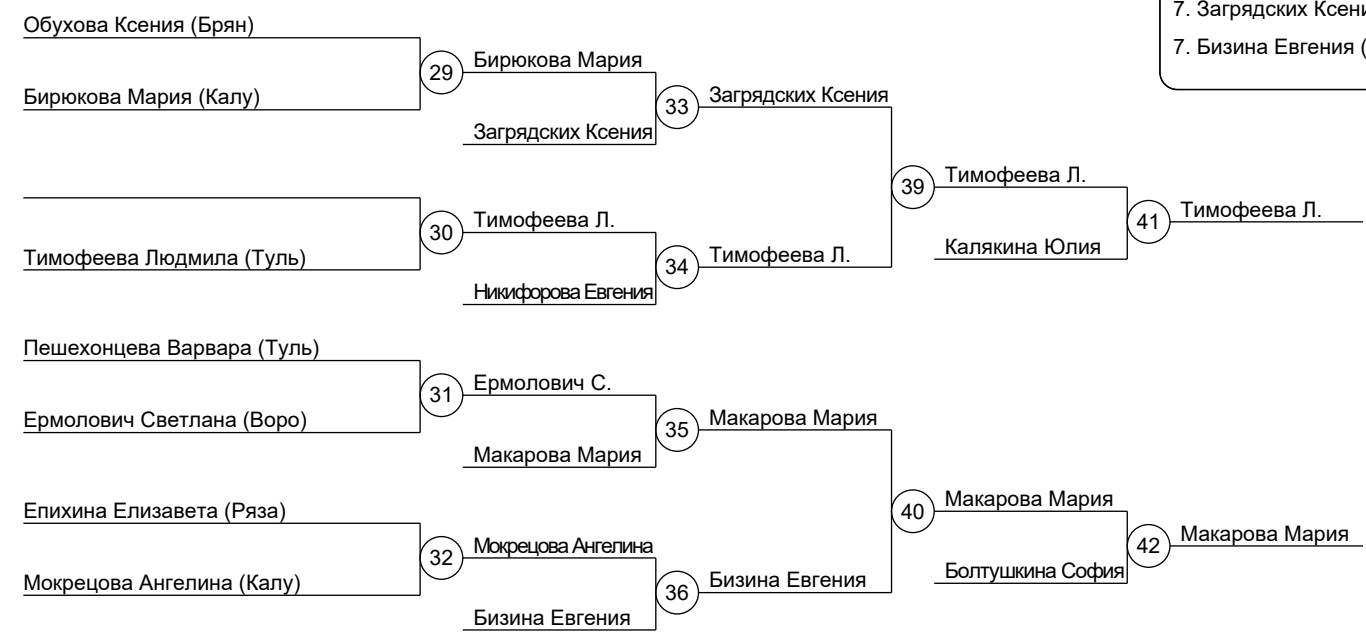 7. Загрядских Ксени
7. Бизина Евгения (
Обухова Ксения (Брян)
Бирюкова Мария (Калу)
29
Бирюкова Мария
Загрядских Ксения
33
Загрядских Ксения
Тимофеева Людмила (Туль)
30
Тимофеева Л.
Никифорова Евгения
34
Тимофеева Л.
39
Тимофеева Л.
Калякина Юлия
41
Тимофеева Л.
Пешехонцева Варвара (Туль)
Ермолович Светлана (Воро)
31
Ермолович С.
Макарова Мария
35
Макарова Мария
Епихина Елизавета (Ряза)
Мокрецова Ангелина (Калу)
32
Мокрецова Ангелина
Бизина Евгения
36
Бизина Евгения
40
Макарова Мария
Болтушкина София
42
Макарова Мария